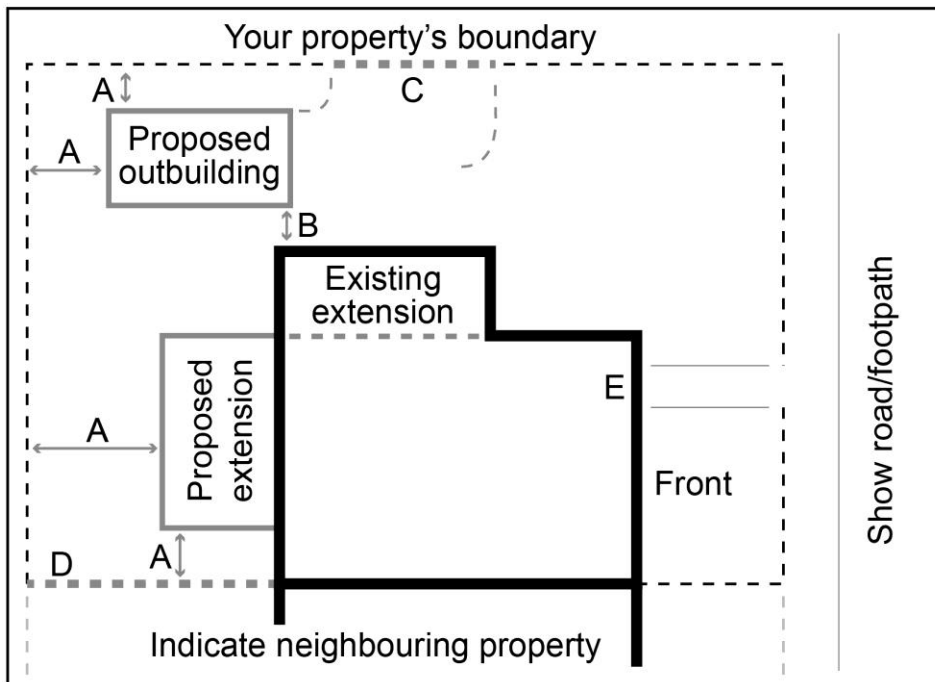 Your property's boundary
A
C
Proposed
outbuilding
A
B
Existing
extension
Proposed
extension
E
A
Front
Show road/footpath
A
D
Indicate neighbouring property